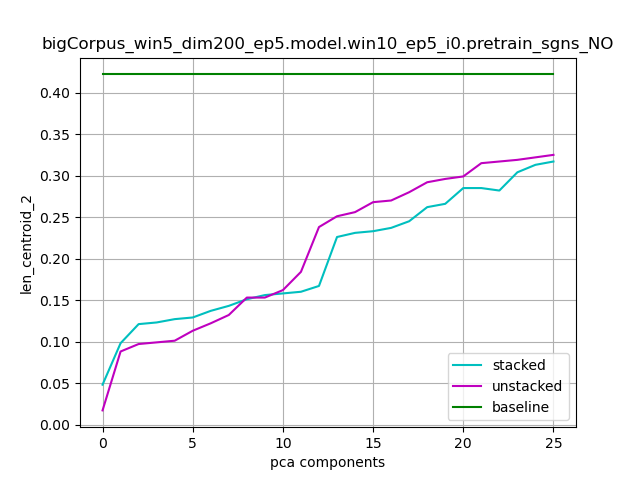 bigCorpus_win5_dim200_ep5.model.win10_ep5_i0.pretrain_sgns_NO
0.40
0.35
0.30
0.25
0.20
0.15
0.10
0.05
0.00
len_centroid_2
stacked
unstacked
baseline
0 5 10 15 20 25
pca components